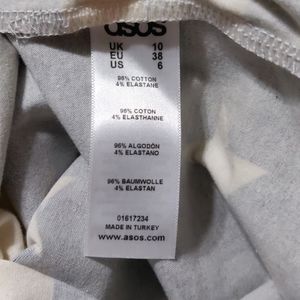 asos
UK 10
EU 38
US 6
96% COTTON
4% ELASTANE
96% COTON
4% ELASTHANNE
96% ALGODÓN
4% ELASTANO
96% BAUMWOLLE
4% ELASTAN
01617234
MADE IN TURKEY
www.asos.com